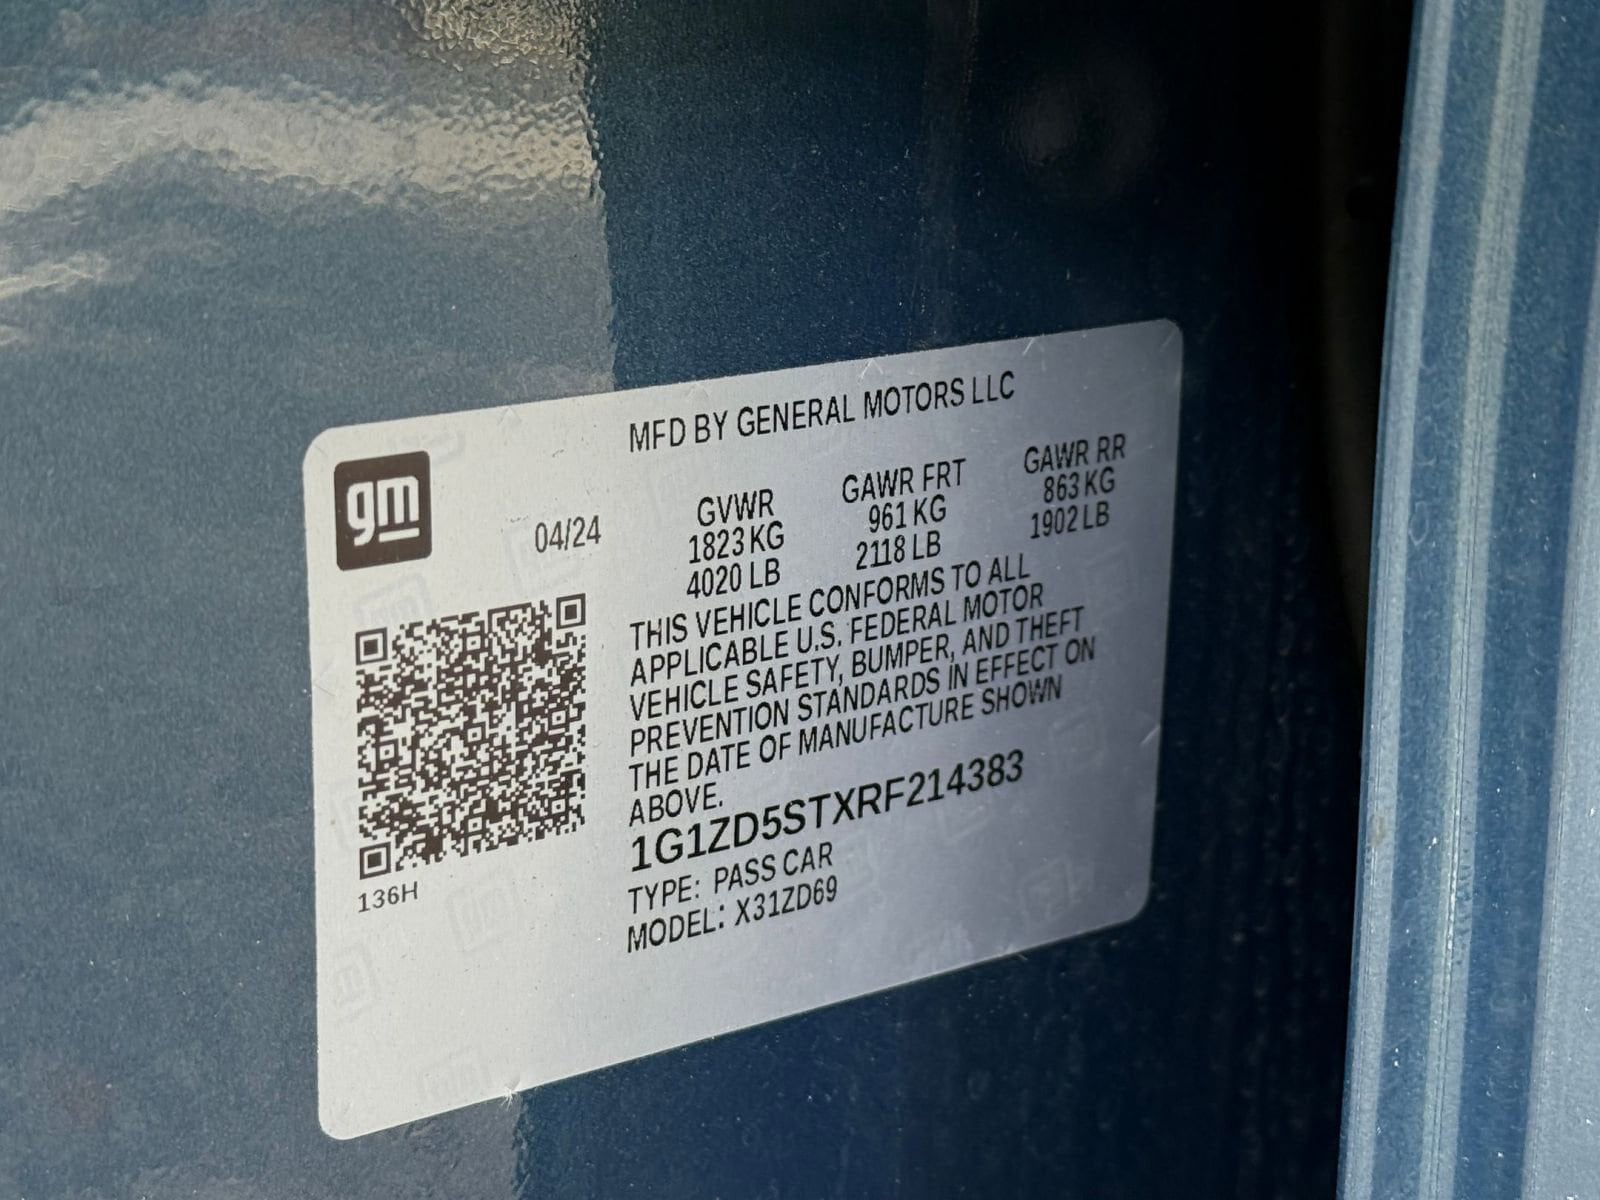 MFD BY GENERAL MOTORS LLC
gm
04/24
GVWR
1823 KG
4020 LB
GAWR FRT
961 KG
2118 LB
GAWR RR
863 KG
1902 LB
THIS VEHICLE CONFORMS TO ALL
APPLICABLE U.S. FEDERAL MOTOR
VEHICLE SAFETY, BUMPER, AND THEFT
PREVENTION STANDARDS IN EFFECT ON
THE DATE OF MANUFACTURE SHOWN
ABOVE.
1G1ZD5STXRF214383
TYPE: PASS CAR
MODEL: X31ZD69
136H